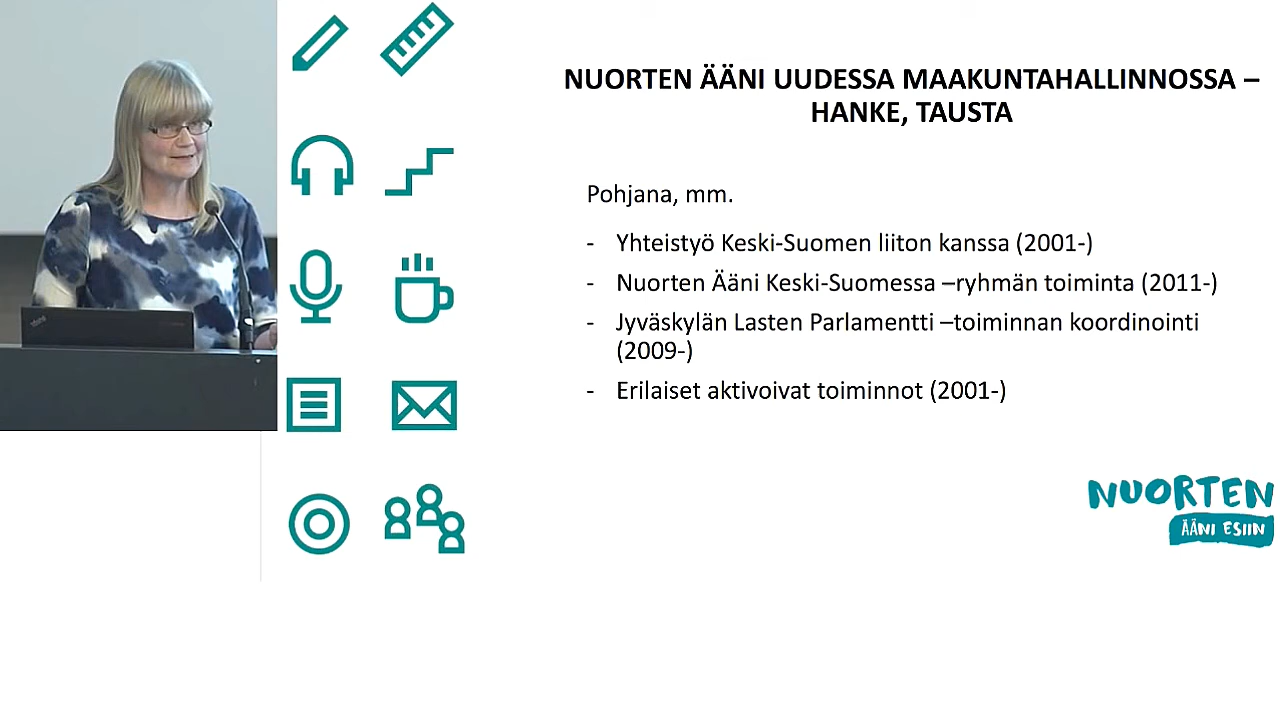 NUORTEN ÄÄNI UUDESSA MAAKUNTAHALLINNOSSA –
HANKE, TAUSTA
Pohjana, mm.
- Yhteistyö Keski-Suomen liiton kanssa (2001-)
- Nuorten Ääni Keski-Suomessa –ryhmän toiminta (2011-)
- Jyväskylän Lasten Parlamentti –toiminnan koordinointi
(2009-)
- Erilaiset aktivoivat toiminnot (2001-)
NUORTEN
ÄÄNI ESIIN